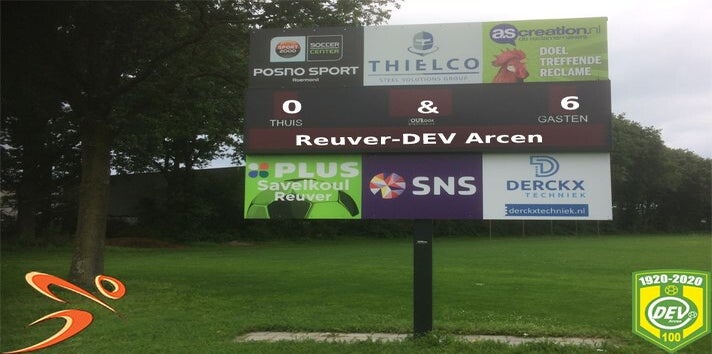 SPORT 2000
SOCCER CENTER
POSNO SPORT
Roermond
THIELCO
STEEL SOLUTIONS GROUP
ascreation.nl
DOEL
TREFFENDE
RECLAME
0 & 6
THUIS GASTEN
Reuver-DEV Arcen
PLUS
Savelkoul
Reuver
SNS
DERCKX
TECHNIEK
derckxtechniek.nl
1920-2020
DEV
Arcen
100